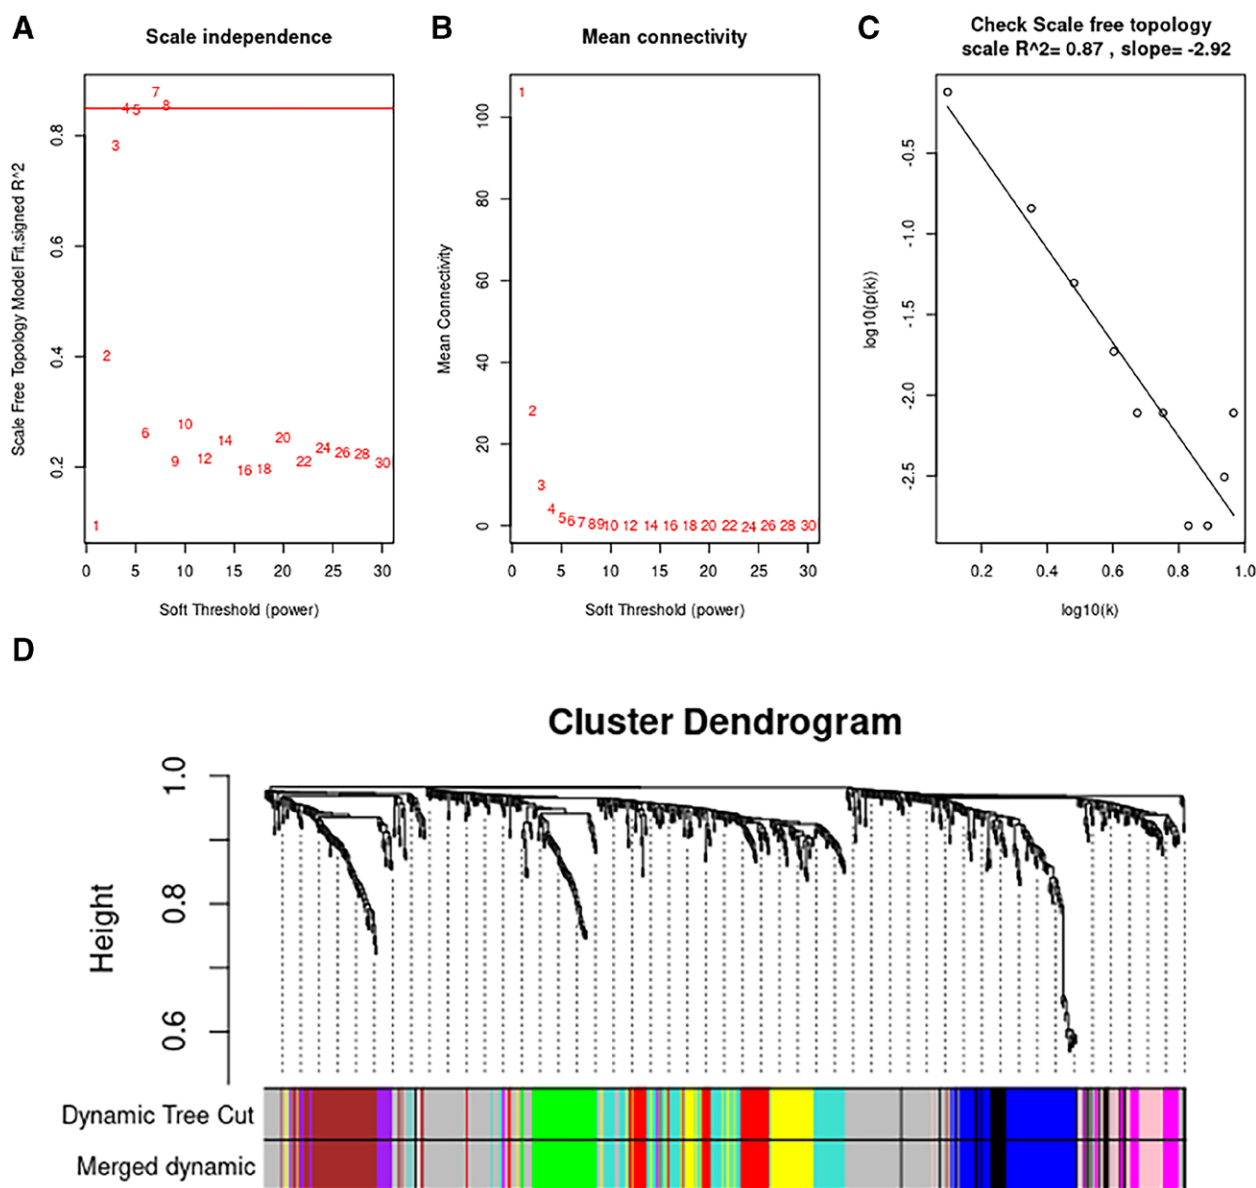 A
Scale independence
Scale Free Topology Model Fit,signed R^2
0.8
0.6
0.4
0.2
1
2
3
4
5
6
7
8
9
10
12
14
16
18
20
22
24
26
28
30
0 5 10 15 20 25 30
Soft Threshold (power)
B
Mean connectivity
Mean Connectivity
100
80
60
40
20
0
1
2
3
4
5
6
7
8
9
10
12
14
16
18
20
22
24
26
28
30
0 5 10 15 20 25 30
Soft Threshold (power)
C
Check Scale free topology
scale R^2= 0.87 , slope= -2.92
log10(p(k))
-0.5
-1.0
-1.5
-2.0
-2.5
0.2 0.4 0.6 0.8 1.0
log10(k)
D
Cluster Dendrogram
Height
1.0
0.8
0.6
Dynamic Tree Cut
Merged dynamic